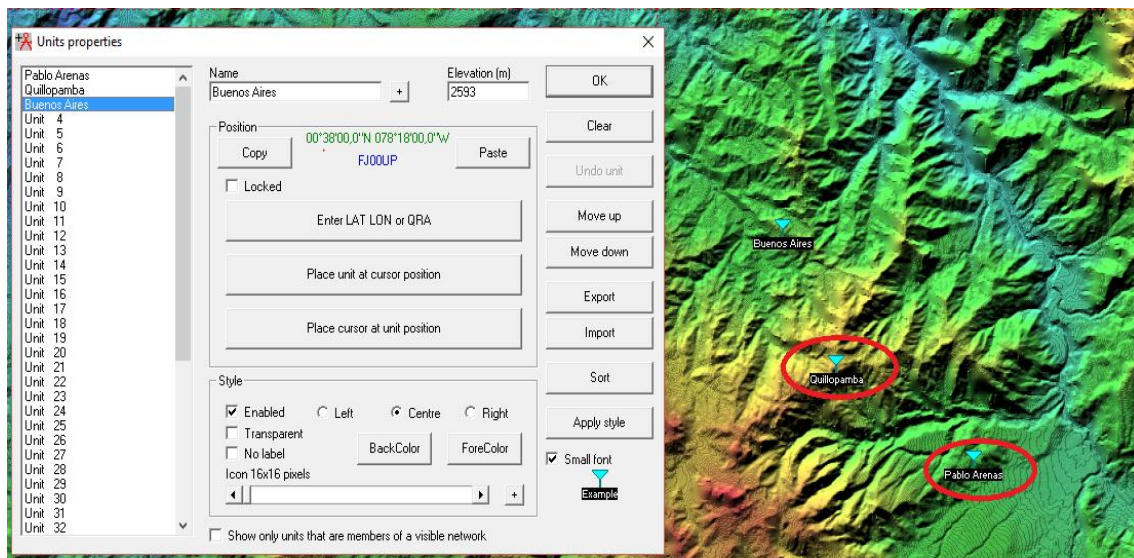 Units properties
Pablo Arenas
Quillopamba
Buenos Aires
Unit 4
Unit 5
Unit 6
Unit 7
Unit 8
Unit 9
Unit 10
Unit 11
Unit 12
Unit 13
Unit 14
Unit 15
Unit 16
Unit 17
Unit 18
Unit 19
Unit 20
Unit 21
Unit 22
Unit 23
Unit 24
Unit 25
Unit 26
Unit 27
Unit 28
Unit 29
Unit 30
Unit 31
Unit 32
Name
Buenos Aires
+
Elevation (m)
2593
Position
Copy
00°38'00,0"N 078°18'00,0"W
FJ00UP
Paste
Locked
Enter LAT LON or QRA
Place unit at cursor position
Place cursor at unit position
Style
Enabled
Left
Centre
Right
Transparent
No label
BackColor
ForeColor
Icon 16x16 pixels
+
Show only units that are members of a visible network
OK
Clear
Undo unit
Move up
Move down
Export
Import
Sort
Apply style
Small font
Example
Buenos Aires
Quillopamba
Pablo Arenas